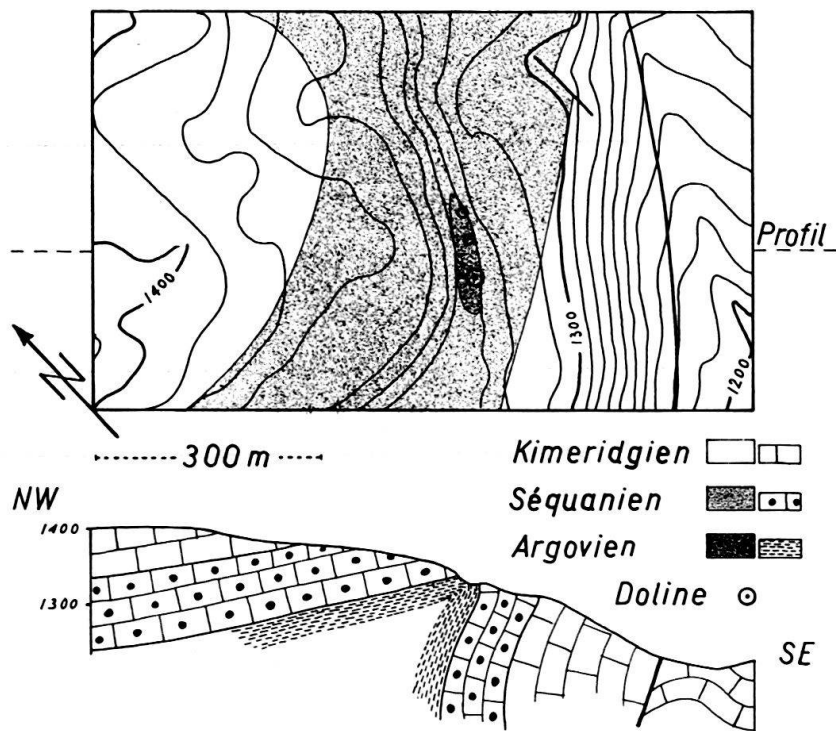 Profil
1400
1300
1200
N
300 m
Kimeridgien
NW
Séquanien
1400
Argovien
1300
Doline
SE